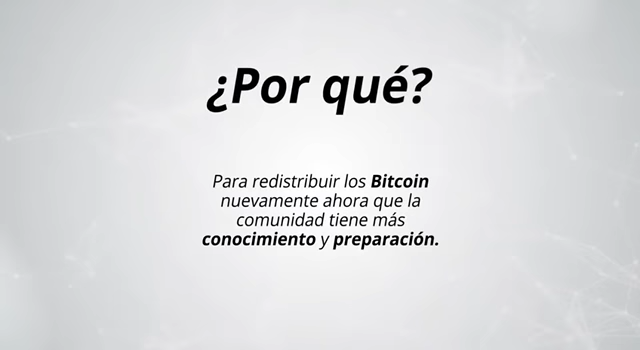 ¿Por qué?
Para redistribuir los Bitcoin
nuevamente ahora que la
comunidad tiene más
conocimiento y preparación.